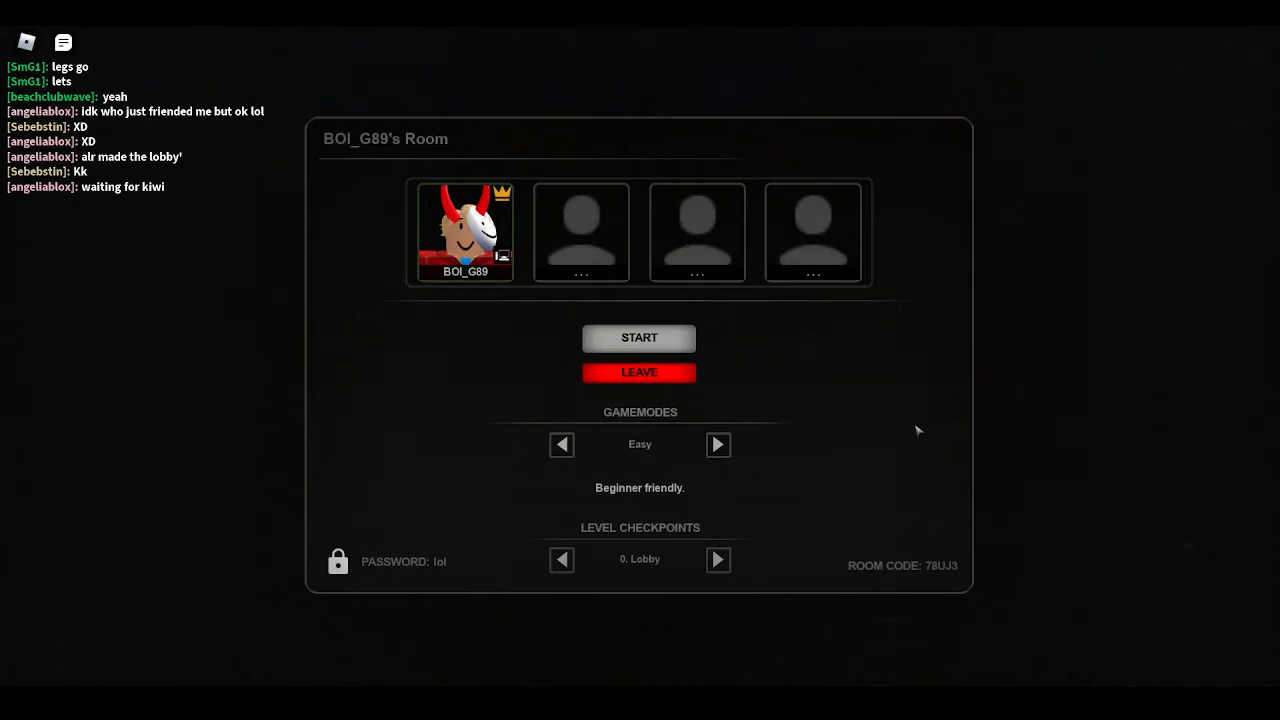 [SmG1]: legs go
[SmG1]: lets
[beachclubwave]: yeah
[angeliablox]: idk who just friended me but ok lol
[Sebebstin]: XD
[angeliablox]: XD
[angeliablox]: alr made the lobby'
[Sebebstin]: Kk
[angeliablox]: waiting for kiwi
BOI_G89's Room
BOI_G89
...
...
...
START
LEAVE
GAMEMODES
Easy
Beginner friendly.
LEVEL CHECKPOINTS
0. Lobby
PASSWORD: lol
ROOM CODE: 78UJ3